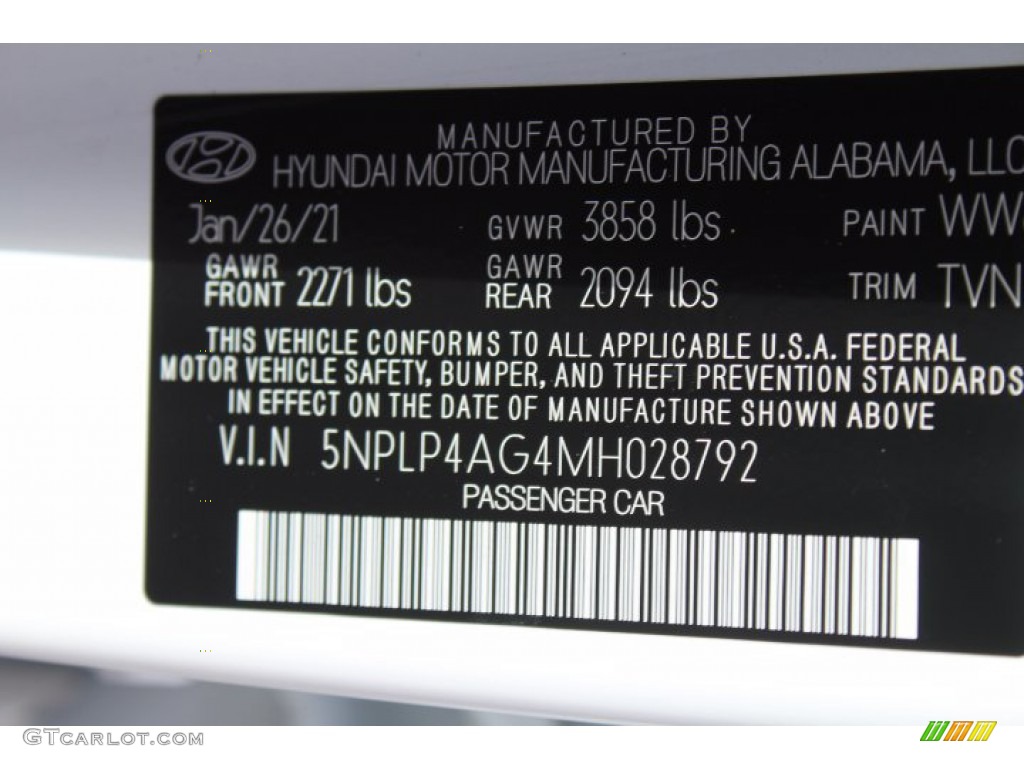 MANUFACTURED BY
HYUNDAI MOTOR MANUFACTURING ALABAMA, LLC
Jan/26/21 GVWR 3858 lbs PAINT
GAWR FRONT 2271 lbs GAWR REAR 2094 lbs TRIM TVN
THIS VEHICLE CONFORMS TO ALL APPLICABLE U.S.A. FEDERAL
MOTOR VEHICLE SAFETY, BUMPER, AND THEFT PREVENTION STANDARDS
IN EFFECT ON THE DATE OF MANUFACTURE SHOWN ABOVE
V.I.N 5NPLP4AG4MH028792
PASSENGER CAR
GTCARLOT.COM